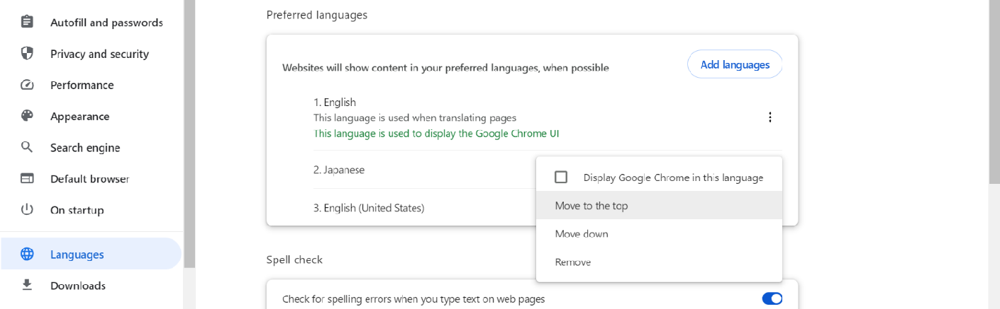 Autofill and passwords
Privacy and security
Performance
Appearance
Search engine
Default browser
On startup
Languages
Downloads
Preferred languages
Websites will show content in your preferred languages, when possible
Add languages
1. English
This language is used when translating pages
This language is used to display the Google Chrome UI
2. Japanese
3. English (United States)
Display Google Chrome in this language
Move to the top
Move down
Remove
Spell check
Check for spelling errors when you type text on web pages